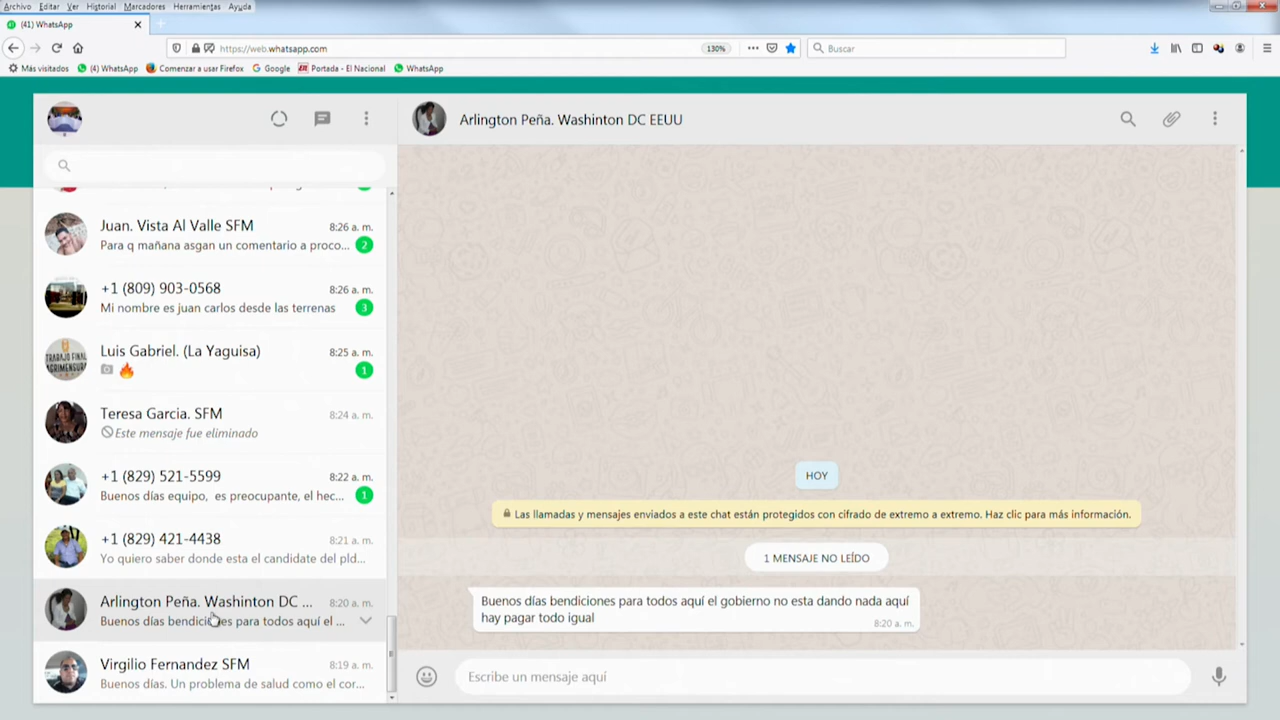 Archivo Editar Ver Historial Marcadores Herramientas Ayuda
(41) WhatsApp
https://web.whatsapp.com
130%
Buscar
Más visitados (4) WhatsApp Comenzar a usar Firefox Google Portada - El Nacional WhatsApp
Arlington Peña. Washinton DC EEUU
Juan. Vista Al Valle SFM 8:26 a. m.
Para q mañana asgan un comentario a proco... 2
+1 (809) 903-0568 8:26 a. m.
Mi nombre es juan carlos desde las terrenas 3
Luis Gabriel. (La Yaguisa) 8:25 a. m.
🔥 1
TRABAJO FINAL
AGRIMENSURA
Teresa Garcia. SFM 8:24 a. m.
Este mensaje fue eliminado
+1 (829) 521-5599 8:22 a. m.
Buenos días equipo, es preocupante, el hec... 1
+1 (829) 421-4438 8:21 a. m.
Yo quiero saber donde esta el candidate del pld...
Arlington Peña. Washinton DC ... 8:20 a. m.
Buenos días bendiciones para todos aquí el ...
Virgilio Fernandez SFM 8:19 a. m.
Buenos días. Un problema de salud como el cor...
HOY
Las llamadas y mensajes enviados a este chat están protegidos con cifrado de extremo a extremo. Haz clic para más información.
1 MENSAJE NO LEÍDO
Buenos días bendiciones para todos aquí el gobierno no esta dando nada aquí
hay pagar todo igual
8:20 a. m.
Escribe un mensaje aquí